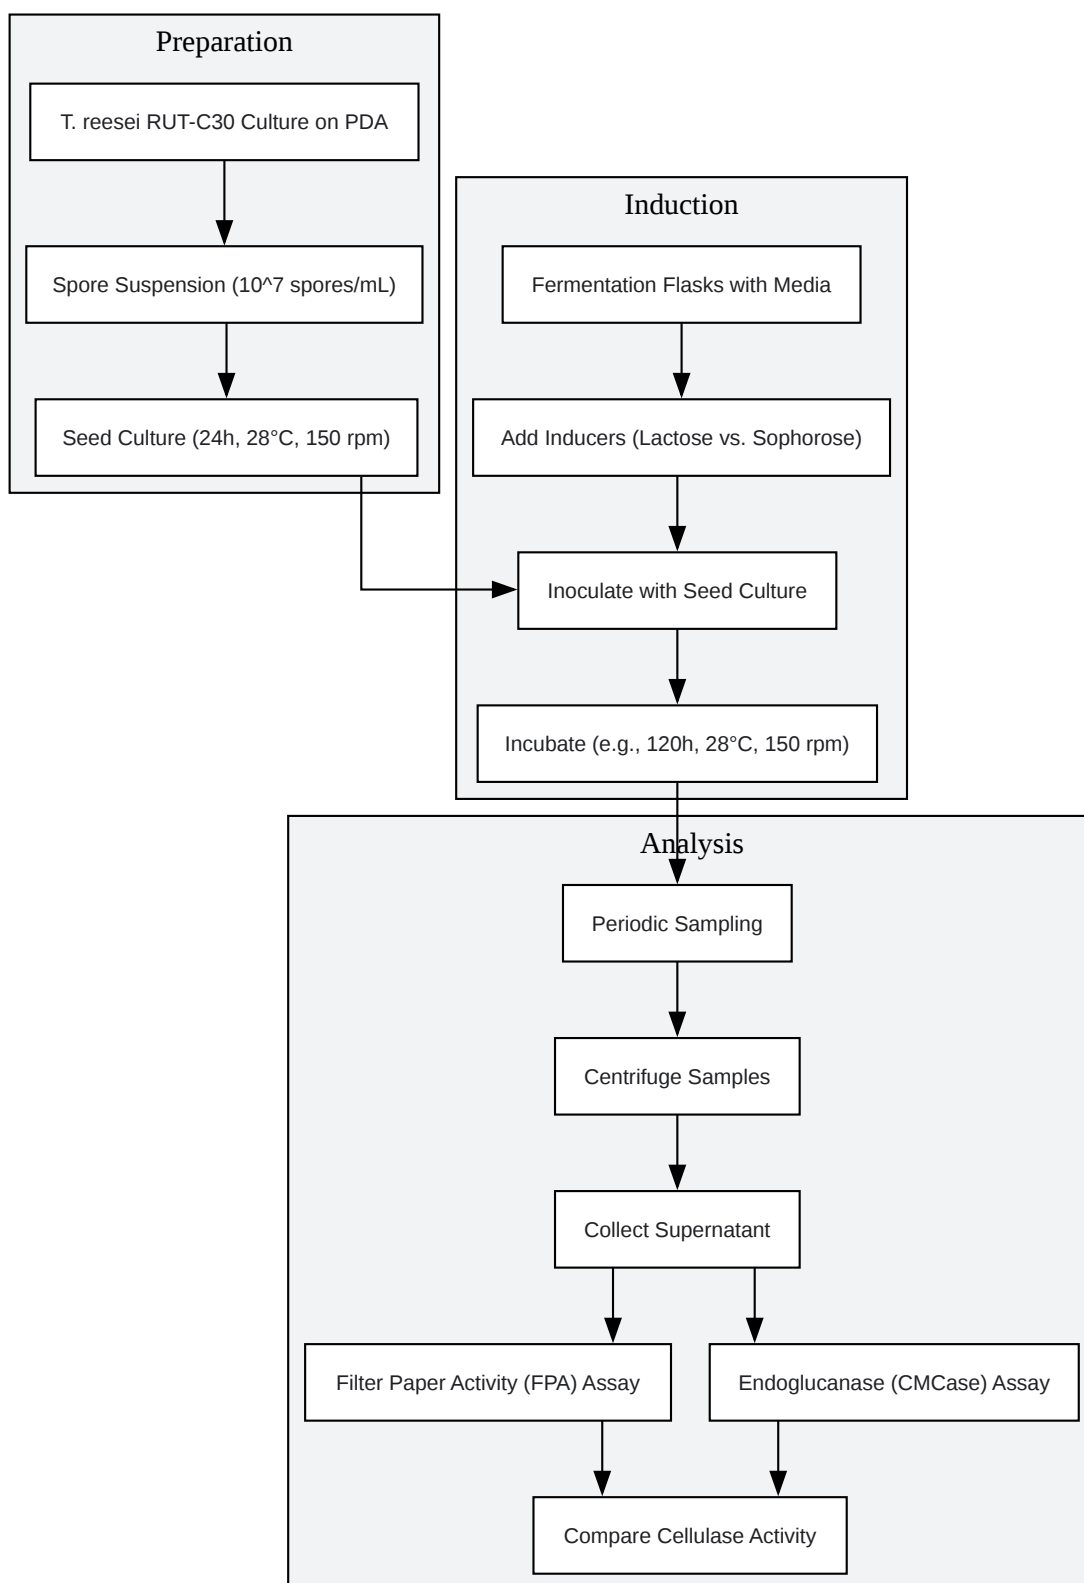 Preparation
T. reesei RUT-C30 Culture on PDA
Spore Suspension (10^7 spores/mL)
Seed Culture (24h, 28°C, 150 rpm)
Induction
Fermentation Flasks with Media
Add Inducers (Lactose vs. Sophorose)
Inoculate with Seed Culture
Incubate (e.g., 120h, 28°C, 150 rpm)
Analysis
Periodic Sampling
Centrifuge Samples
Collect Supernatant
Filter Paper Activity (FPA) Assay
Endoglucanase (CMCase) Assay
Compare Cellulase Activity